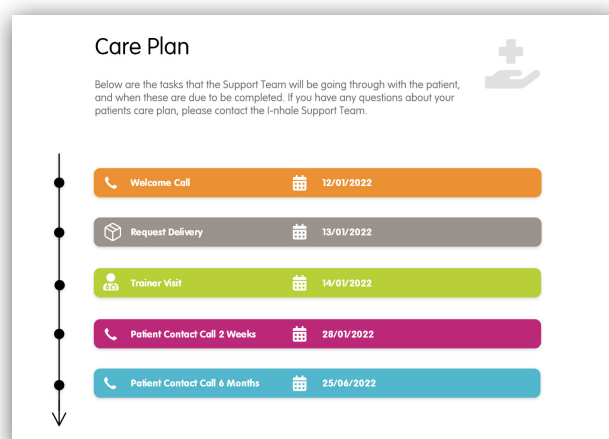 Care Plan
Below are the tasks that the Support Team will be going through with the patient,
and when these are due to be completed. If you have any questions about your
patients care plan, please contact the I-nhale Support Team.
Welcome Call 12/01/2022
Request Delivery 13/01/2022
Trainer Visit 14/01/2022
Patient Contact Call 2 Weeks 28/01/2022
Patient Contact Call 6 Months 25/06/2022